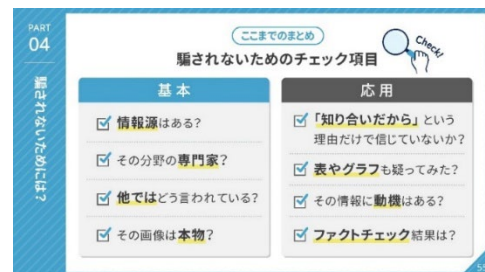 PART
04
騙されないためには？
ここまでのまとめ
騙されないためのチェック項目
Check!
基本
情報源はある？
その分野の専門家？
他ではどう言われている？
その画像は本物？
応用
「知り合いだから」という
理由だけで信じていないか？
表やグラフも疑ってみた？
その情報に動機はある？
ファクトチェック結果は？